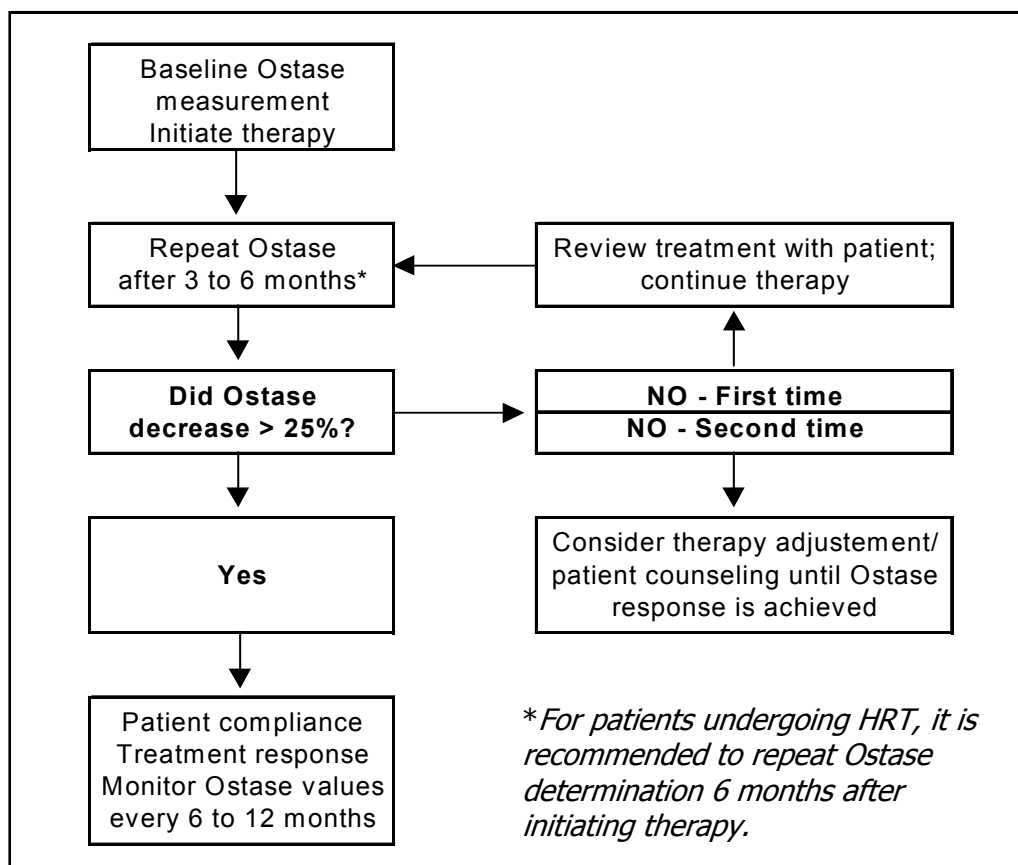 Baseline Ostase
measurement
Initiate therapy
Repeat Ostase
after 3 to 6 months*
Review treatment with patient;
continue therapy
Did Ostase
decrease > 25%?
NO - First time
NO - Second time
Yes
Consider therapy adjustement/
patient counseling until Ostase
response is achieved
Patient compliance
Treatment response
Monitor Ostase values
every 6 to 12 months
*For patients undergoing HRT, it is
recommended to repeat Ostase
determination 6 months after
initiating therapy.